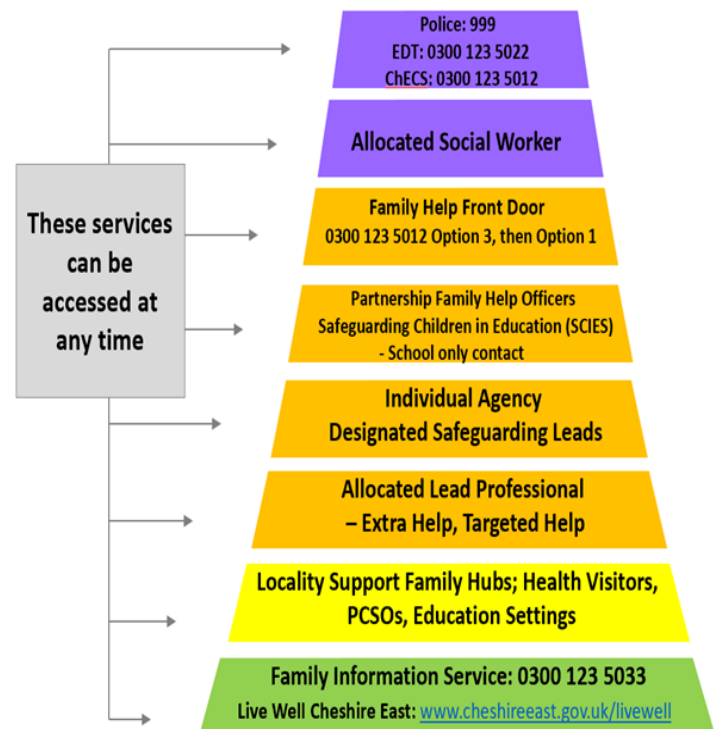 Police: 999
EDT: 0300 123 5022
ChECS: 0300 123 5012
Allocated Social Worker
These services
can be
accessed at
any time
Family Help Front Door
0300 123 5012 Option 3, then Option 1
Partnership Family Help Officers
Safeguarding Children in Education (SCIES)
- School only contact
Individual Agency
Designated Safeguarding Leads
Allocated Lead Professional
– Extra Help, Targeted Help
Locality Support Family Hubs; Health Visitors,
PCSOs, Education Settings
Family Information Service: 0300 123 5033
Live Well Cheshire East: www.cheshireeast.gov.uk/livewell